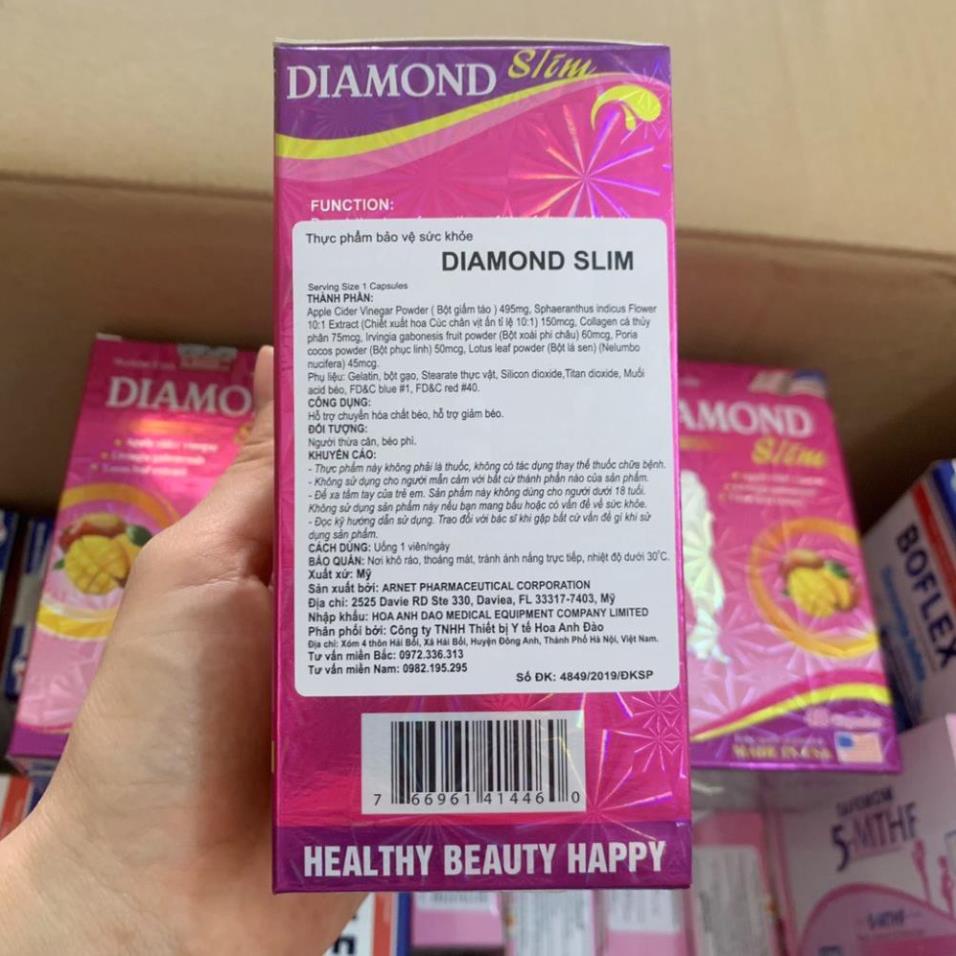 DIAMOND Slim
FUNCTION:
Thực phẩm bảo vệ sức khỏe
DIAMOND SLIM
Serving Size 1 Capsules
THÀNH PHẦN:
Apple Cider Vinegar Powder ( Bột giấm táo ) 495mg, Sphaeranthus indicus Flower
10:1 Extract (Chiết xuất hoa Cúc chân vịt ấn tỉ lệ 10:1) 150mcg, Collagen cá thủy
phân 75mcg, Irvingia gabonesis fruit powder (Bột xoài phi châu) 60mcg, Poria
cocos powder (Bột phục linh) 50mcg, Lotus leaf powder (Bột lá sen) (Nelumbo
nucifera) 45mcg.
Phụ liệu: Gelatin, bột gạo, Stearate thực vật, Silicon dioxide,Titan dioxide, Muối
acid béo, FD&C blue #1, FD&C red #40.
CÔNG DỤNG:
Hỗ trợ chuyển hóa chất béo, hỗ trợ giảm béo.
ĐỐI TƯỢNG:
Người thừa cân, béo phì.
KHUYẾN CÁO:
- Thực phẩm này không phải là thuốc, không có tác dụng thay thế thuốc chữa bệnh.
- Không sử dụng cho người mẫn cảm với bất cứ thành phần nào của sản phẩm.
- Để xa tầm tay của trẻ em. Sản phẩm này không dùng cho người dưới 18 tuổi.
Không sử dụng sản phẩm này nếu bạn mang bầu hoặc có vấn đề về sức khỏe.
- Đọc kỹ hướng dẫn sử dụng. Trao đổi với bác sĩ khi gặp bất cứ vấn đề gì khi sử
dụng sản phẩm.
CÁCH DÙNG: Uống 1 viên/ngày
BẢO QUẢN: Nơi khô ráo, thoáng mát, tránh ánh nắng trực tiếp, nhiệt độ dưới 30°C.
Xuất xứ: Mỹ
Sản xuất bởi: ARNET PHARMACEUTICAL CORPORATION
Địa chỉ: 2525 Davie RD Ste 330, Daviea, FL 33317-7403, Mỹ
Nhập khẩu: HOA ANH DAO MEDICAL EQUIPMENT COMPANY LIMITED
Phân phối bởi: Công ty TNHH Thiết bị Y tế Hoa Anh Đào
Địa chỉ: Xóm 4 thôn Hải Bối, Xã Hải Bối, Huyện Đông Anh, Thành Phố Hà Nội, Việt Nam.
Tư vấn miền Bắc: 0972.336.313
Tư vấn miền Nam: 0982.195.295
Số ĐK: 4849/2019/ĐKSP
7 66961 41446 0
HEALTHY BEAUTY HAPPY
DIAMO
Apple cider vinegar
AMOND
Slim
MADE IN USA
BOFLEX
5-MTHF